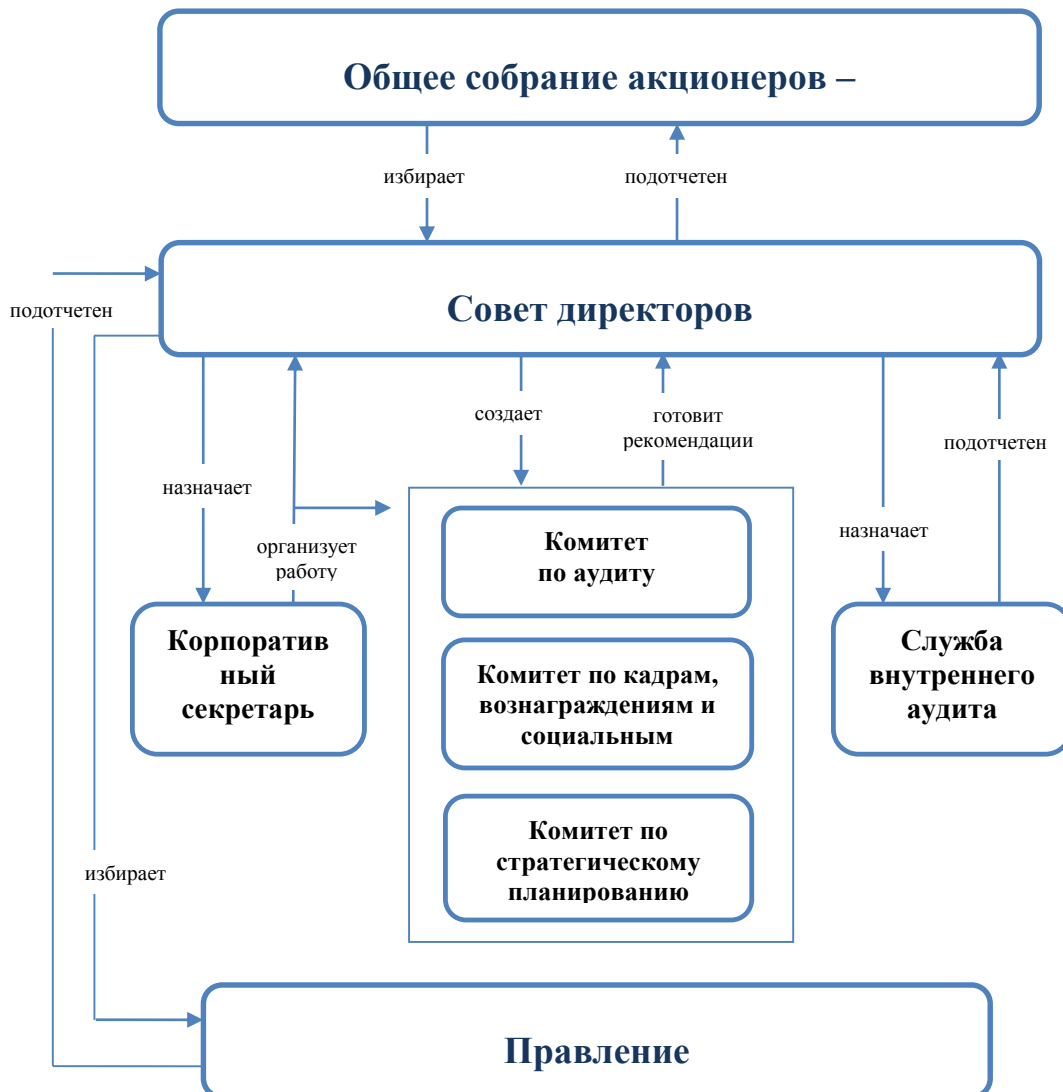 Общее собрание акционеров –
избирает
подотчетен
Совет директоров
подотчетен
создает
готовит
рекомендации
подотчетен
назначает
организует
работу
назначает
Комитет
по аудиту
Корпоратив
ный
секретарь
Комитет по кадрам,
вознаграждениям и
социальным
Служба
внутреннего
аудита
Комитет по
стратегическому
планированию
избирает
Правление